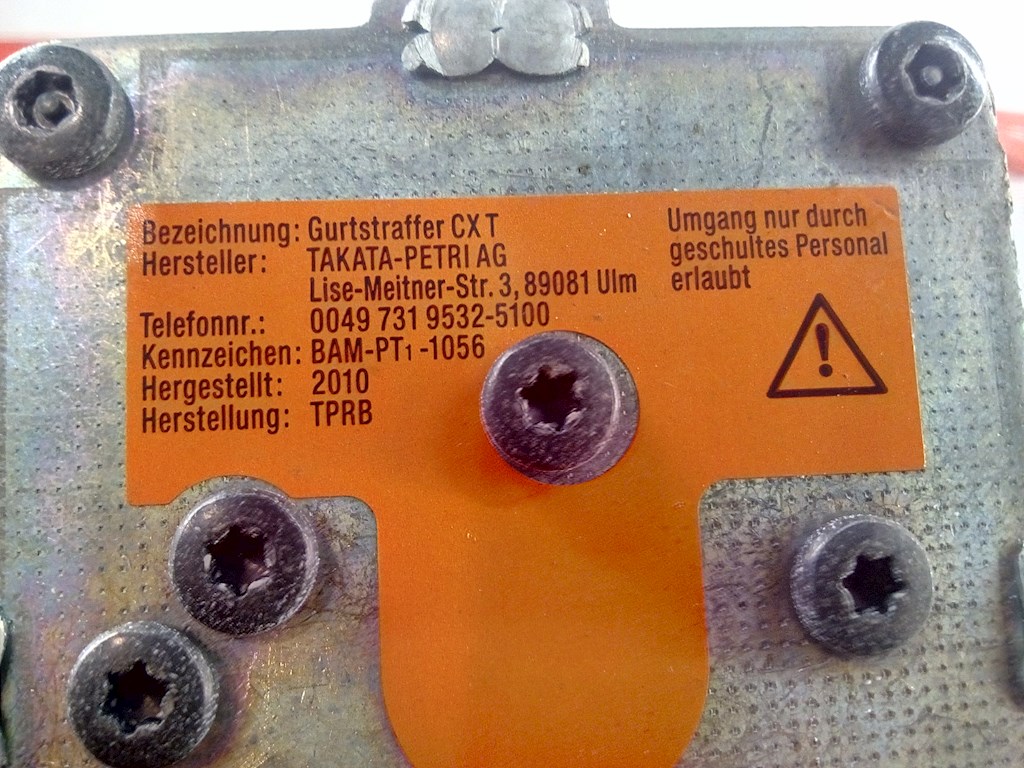 Bezeichnung: Gurtstraffer CX T
Hersteller: TAKATA-PETRI AG
Lise-Meitner-Str. 3, 89081 Ulm
Telefonnr.: 0049 731 9532-5100
Kennzeichen: BAM-PT1-1056
Hergestellt: 2010
Herstellung: TPRB
Umgang nur durch
geschultes Personal
erlaubt